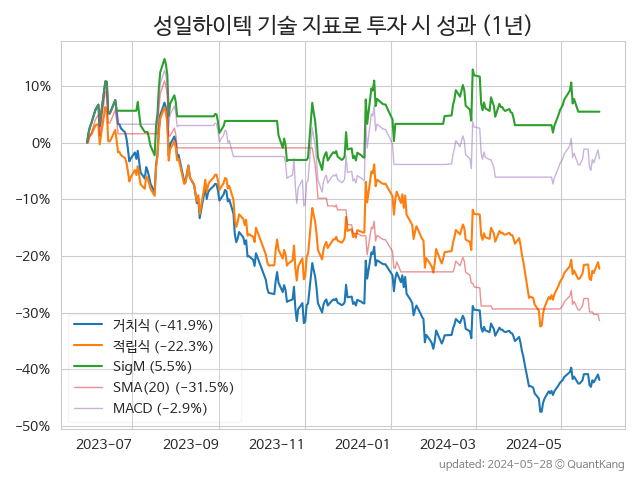 성일하이텍 기술 지표로 투자 시 성과 (1년)
10%
0%
−10%
−20%
−30%
−40%
−50%
거치식 (−41.9%)
적립식 (−22.3%)
SigM (5.5%)
SMA(20) (−31.5%)
MACD (−2.9%)
2023−07 2023−09 2023−11 2024−01 2024−03 2024−05
updated: 2024−05−28 © QuantKang